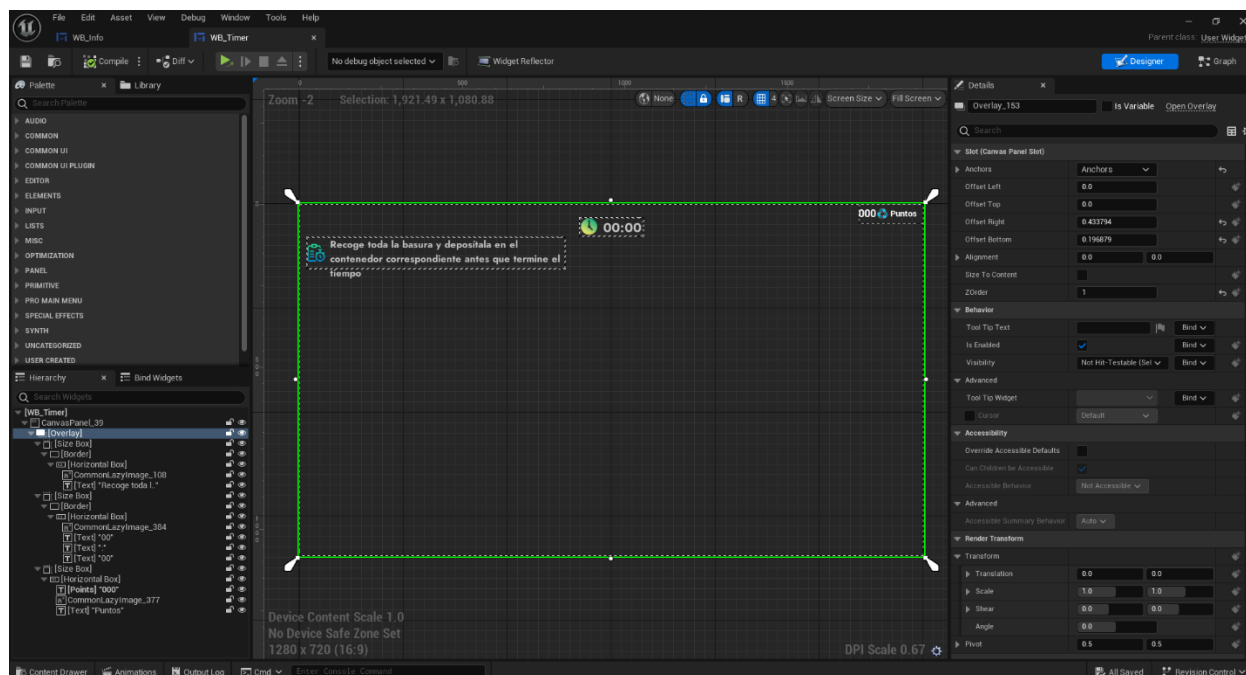 File Edit Asset View Debug Window Tools Help
WB_Info
WB_Timer
Parent class: User Widget
Compile
Diff
No debug object selected
Widget Reflector
Designer
Graph
Palette
Library
Search Palette
AUDIO
COMMON
COMMON UI
COMMON UI PLUGIN
EDITOR
ELEMENTS
INPUT
LISTS
MISC
OPTIMIZATION
PANEL
PRIMITIVE
PRO MAIN MENU
SPECIAL EFFECTS
SYNTH
UNCATEGORIZED
USER CREATED
Hierarchy
Bind Widgets
Search Widgets
[WB_Timer]
CanvasPanel_39
[Overlay]
[Size Box]
[Border]
[Horizontal Box]
CommonLazyImage_108
[Text] "Recoge toda l.."
[Size Box]
[Border]
[Horizontal Box]
CommonLazyImage_384
[Text] "00"
[Text] ":"
[Text] "00"
[Size Box]
[Horizontal Box]
[Points] "000"
CommonLazyImage_377
[Text] "Puntos"
0 500 1000 1500
Zoom -2
Selection: 1,921.49 x 1,080.88
None
R
4
Screen Size
Fill Screen
000 Puntos
00:00
Recoge toda la basura y deposítala en el
contenedor correspondiente antes que termine el
tiempo
Device Content Scale 1.0
No Device Safe Zone Set
1280 x 720 (16:9)
DPI Scale 0.67
Details
Overlay_153
Is Variable
Open Overlay
Search
Slot (Canvas Panel Slot)
Anchors Anchors
Offset Left 0.0
Offset Top 0.0
Offset Right 0.433794
Offset Bottom 0.196879
Alignment 0.0 0.0
Size To Content
ZOrder 1
Behavior
Tool Tip Text Bind
Is Enabled Bind
Visibility Not Hit-Testable (Sel Bind
Advanced
Tool Tip Widget Bind
Cursor Default
Accessibility
Override Accessible Defaults
Can Children be Accessible
Accessible Behavior Not Accessible
Advanced
Accessible Summary Behavior Auto
Render Transform
Transform
Translation 0.0 0.0
Scale 1.0 1.0
Shear 0.0 0.0
Angle 0.0
Pivot 0.5 0.5
Content Drawer
Animations
Output Log
Cmd
Enter Console Command
All Saved
Revision Control